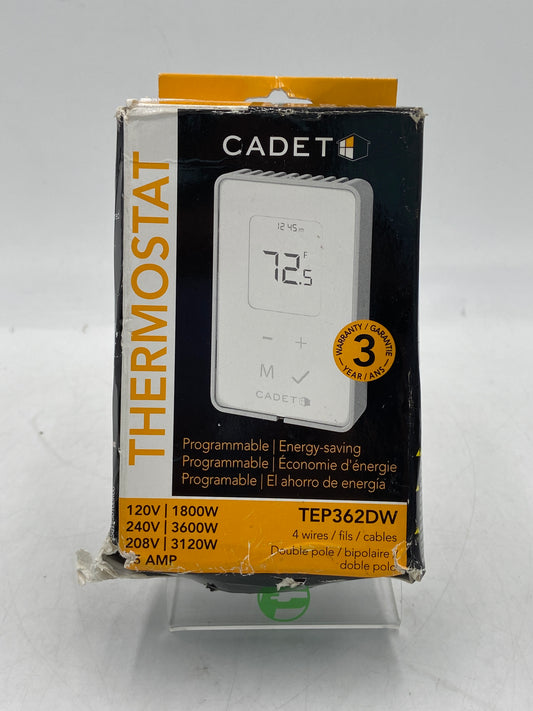 CADET
THERMOSTAT
12 45 m
72.5 F
- +
M ✓
CADET
WARRANTY / GARANTIE
3
YEAR / ANS
Programmable | Energy-saving
Programmable | Économie d'énergie
Programable | El ahorro de energía
120V | 1800W
240V | 3600W
208V | 3120W
5 AMP
TEP362DW
4 wires / fils / cables
Double pole / bipolaire /
doble polo